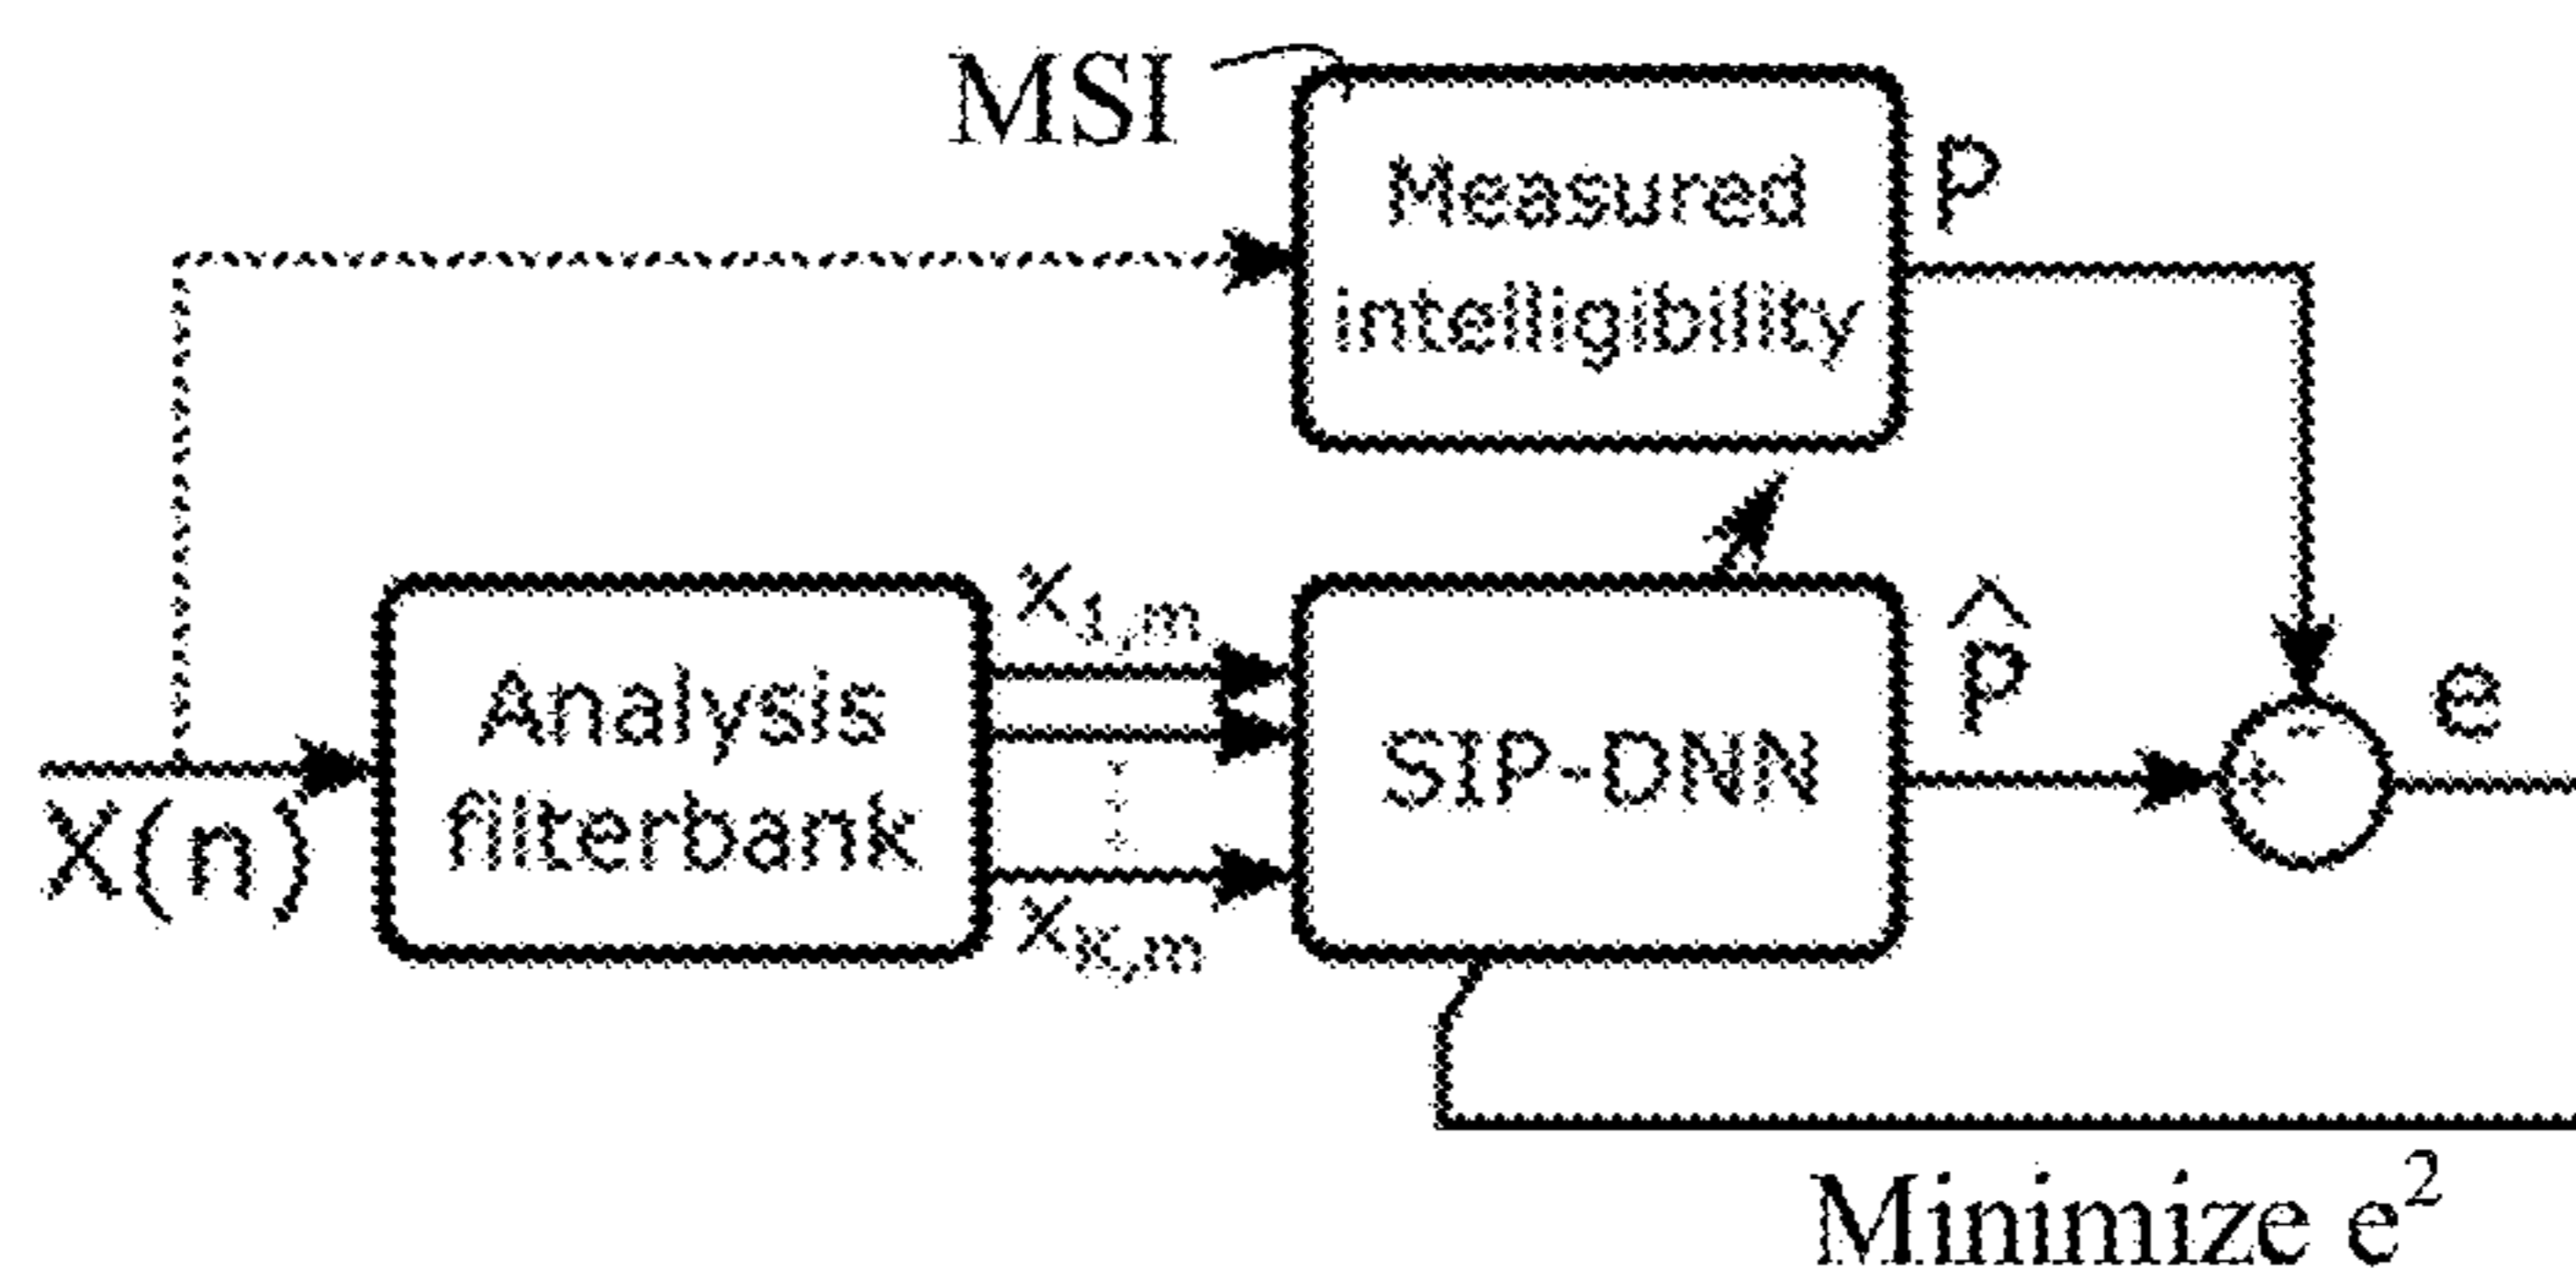 MSI
Measured
intelligibility
P
x1,m
P̂
e
Analysis
filterbank
SIP-DNN
-
+
X(n)
xK,m
Minimize e²